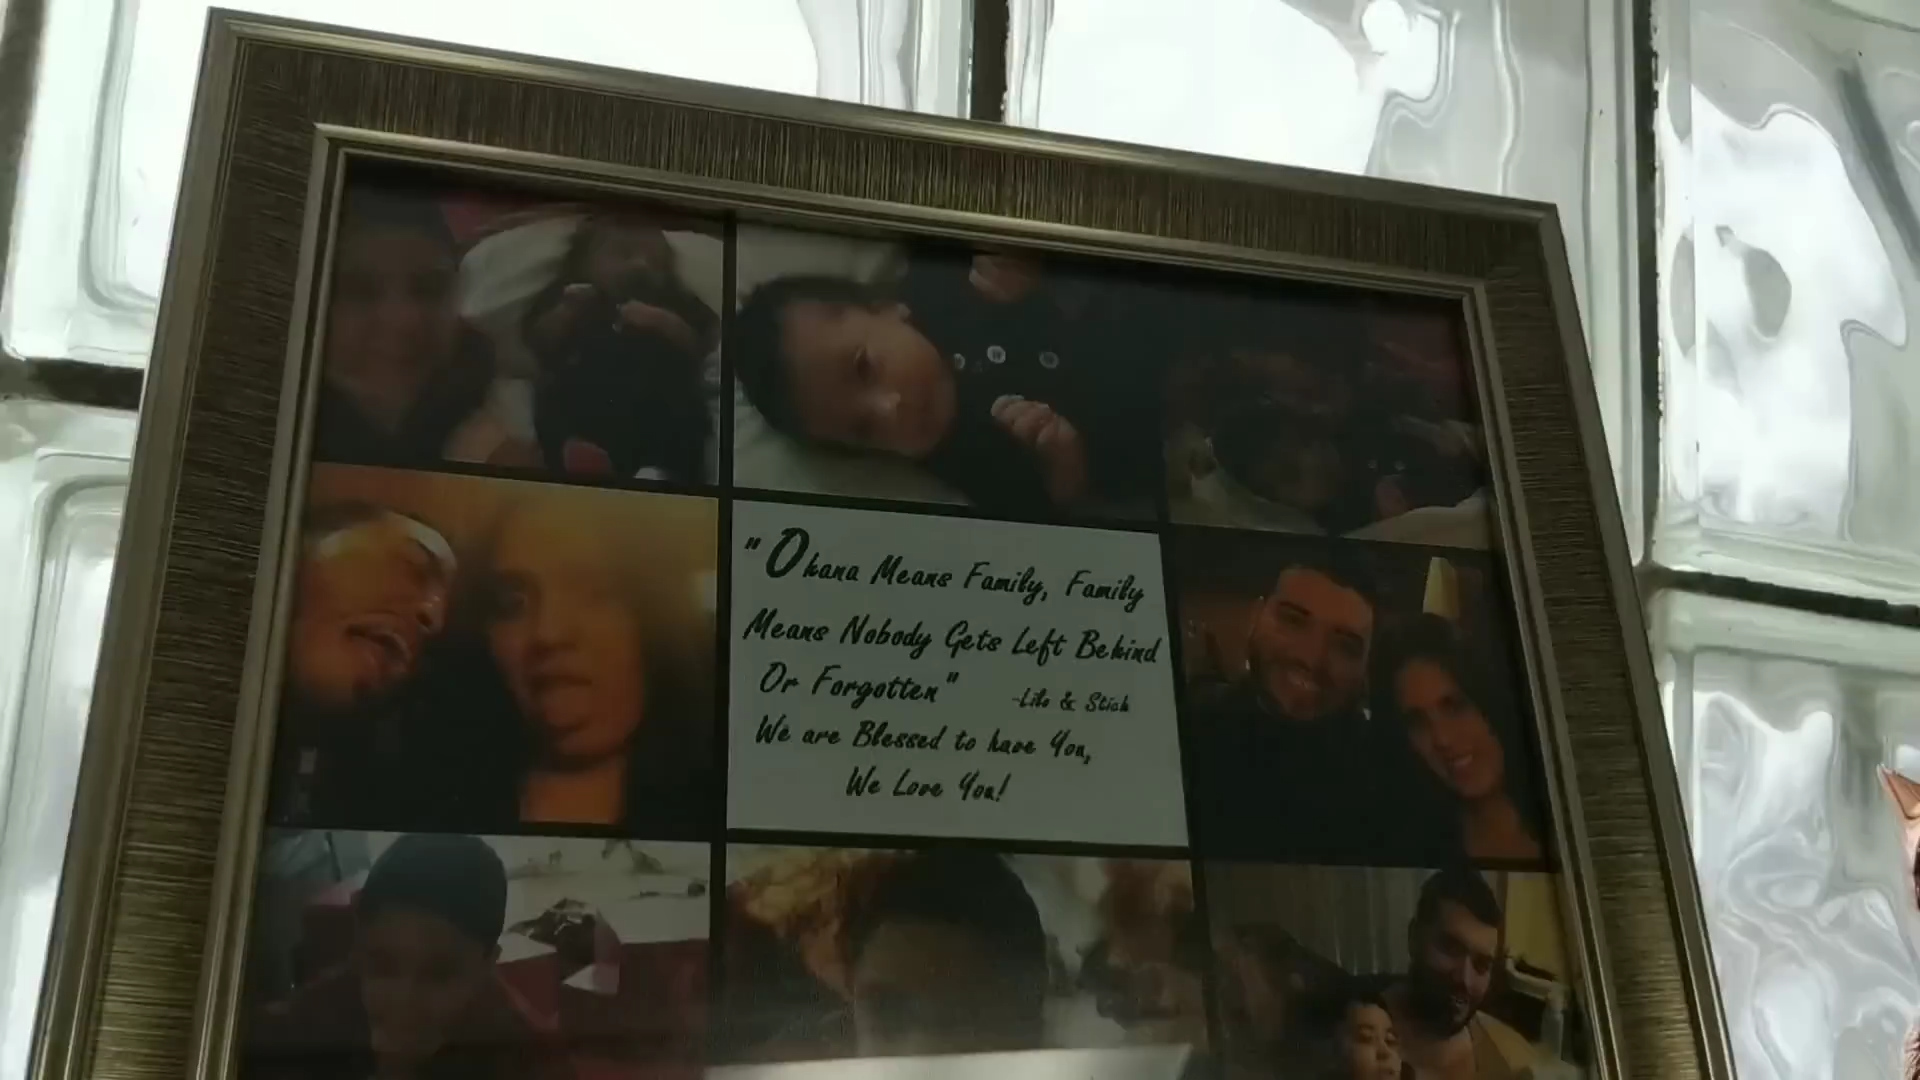 "Ohana Means Family, Family
Means Nobody Gets Left Behind
Or Forgotten" -Lilo & Stich
We are Blessed to have You,
We Love You!